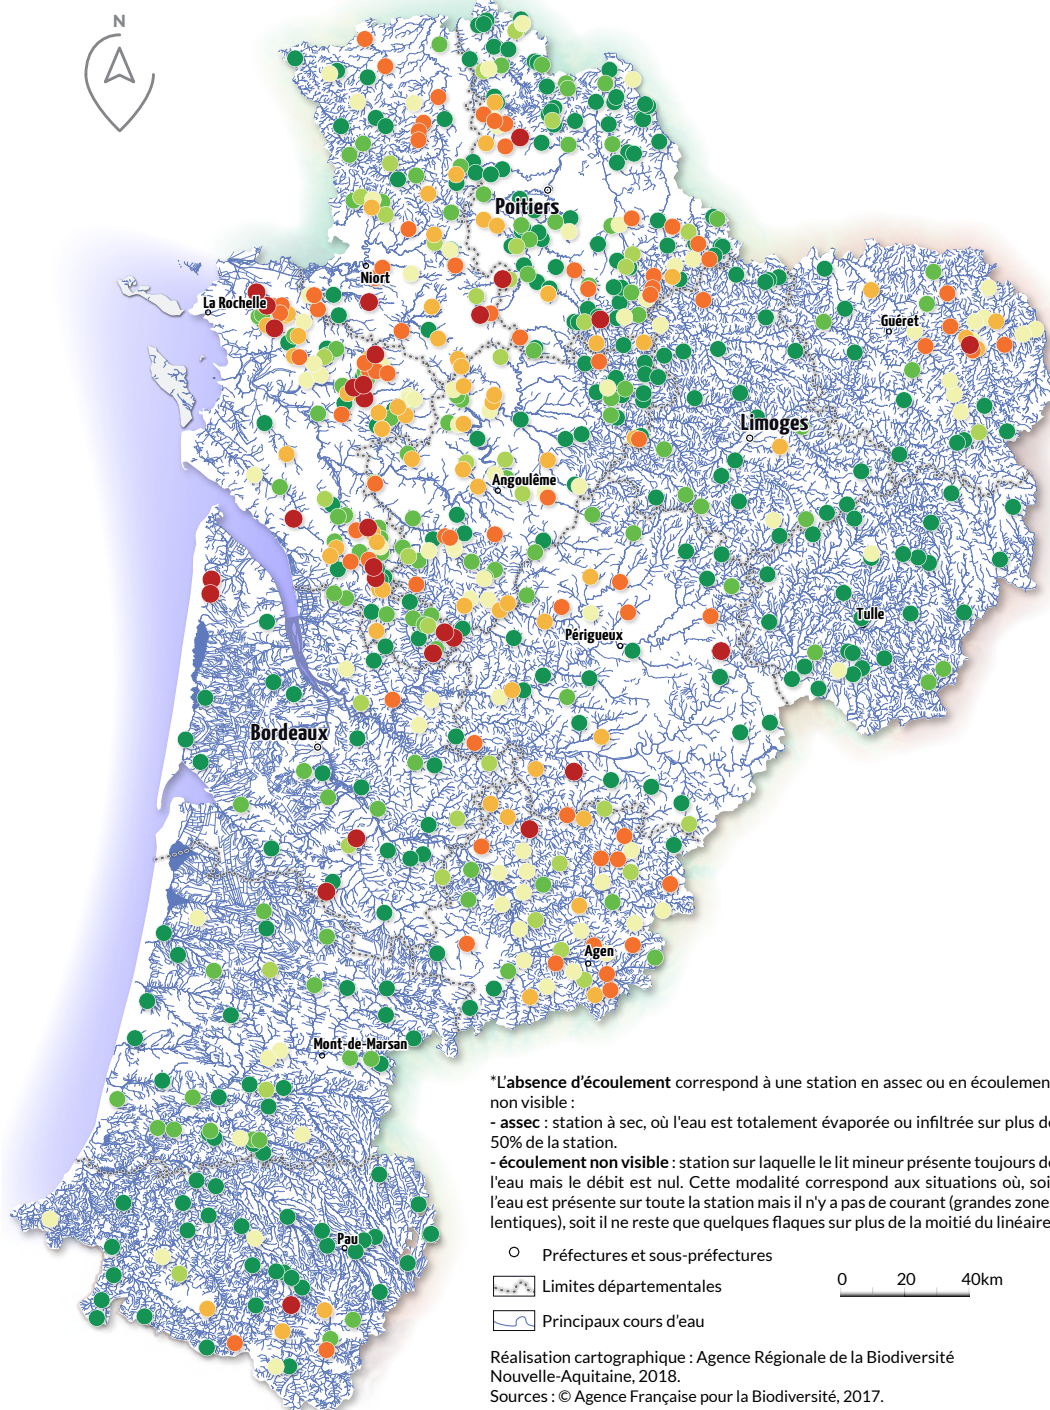 N
Poitiers
Niort
La Rochelle
Guéret
Limoges
Angoulême
Tulle
Périgueux
Bordeaux
Agen
Mont-de-Marsan
*L'absence d'écoulement correspond à une station en assec ou en écoulemen
non visible :
- assec : station à sec, où l'eau est totalement évaporée ou infiltrée sur plus de
50% de la station.
- écoulement non visible : station sur laquelle le lit mineur présente toujours de
l'eau mais le débit est nul. Cette modalité correspond aux situations où, soi
l'eau est présente sur toute la station mais il n'y a pas de courant (grandes zone
lentiques), soit il ne reste que quelques flaques sur plus de la moitié du linéaire
Pau
Préfectures et sous-préfectures
Limites départementales
0 20 40km
Principaux cours d'eau
Réalisation cartographique : Agence Régionale de la Biodiversité
Nouvelle-Aquitaine, 2018.
Sources : © Agence Française pour la Biodiversité, 2017.